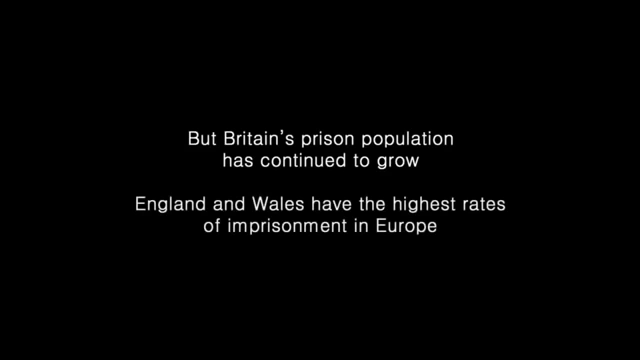 But Britain's prison population
has continued to grow
England and Wales have the highest rates
of imprisonment in Europe